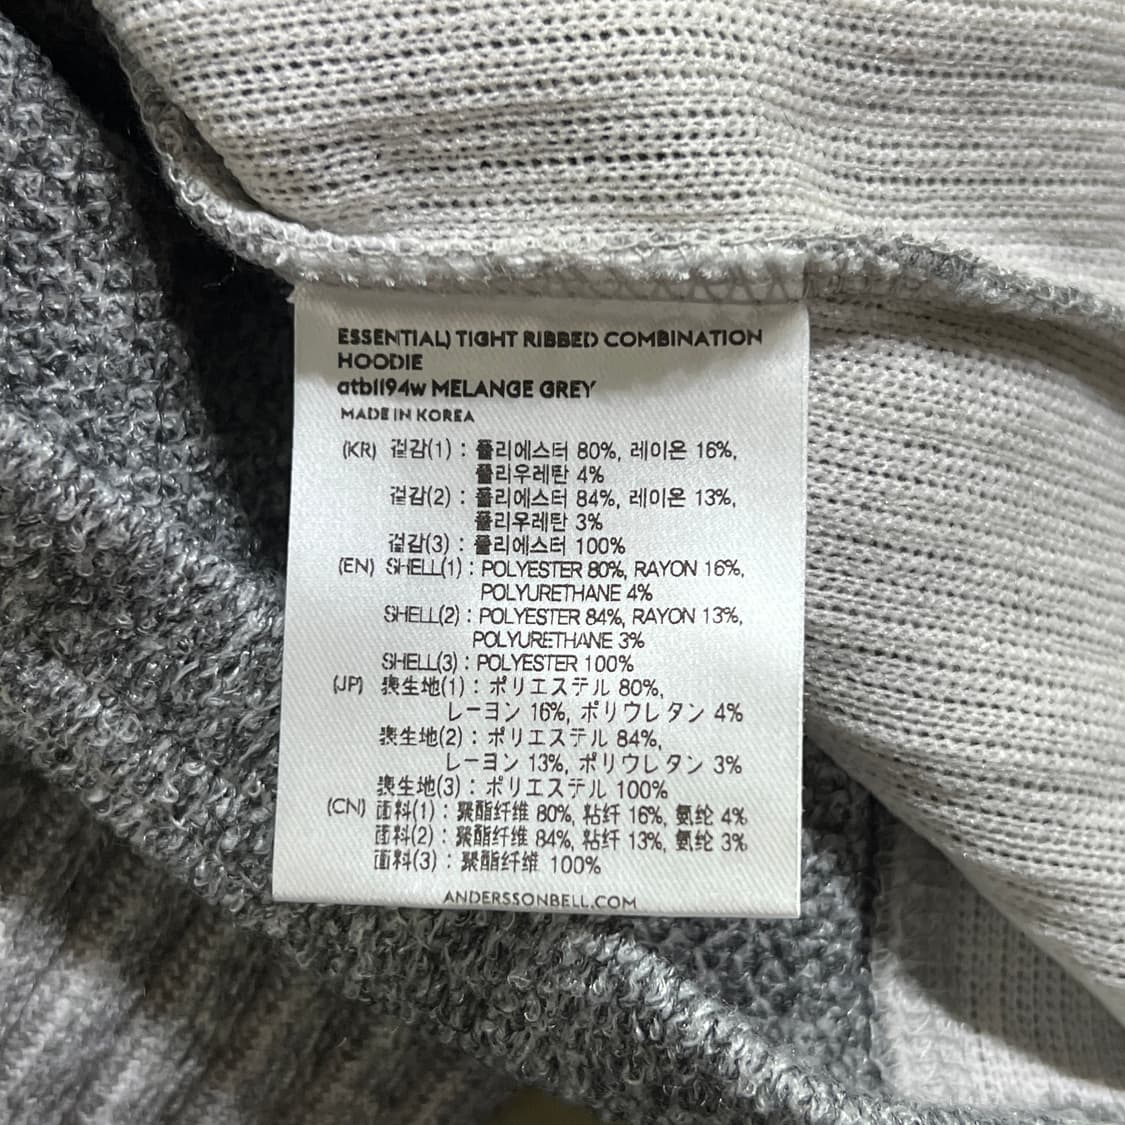 ESSENTIAL) TIGHT RIBBED COMBINATION
HOODIE
atb1194w MELANGE GREY
MADE IN KOREA
(KR) 겉감(1) : 폴리에스터 80%, 레이온 16%,
폴리우레탄 4%
겉감(2) : 폴리에스터 84%, 레이온 13%,
폴리우레탄 3%
겉감(3) : 폴리에스터 100%
(EN) SHELL(1) : POLYESTER 80%, RAYON 16%,
POLYURETHANE 4%
SHELL(2) : POLYESTER 84%, RAYON 13%,
POLYURETHANE 3%
SHELL(3) : POLYESTER 100%
(JP) 表生地(1) : ポリエステル 80%,
レーヨン 16%, ポリウレタン 4%
表生地(2) : ポリエステル 84%,
レーヨン 13%, ポリウレタン 3%
表生地(3) : ポリエステル 100%
(CN) 面料(1) : 聚酯纤维 80%, 粘纤 16%, 氨纶 4%
面料(2) : 聚酯纤维 84%, 粘纤 13%, 氨纶 3%
面料(3) : 聚酯纤维 100%
ANDERSSONBELL.COM